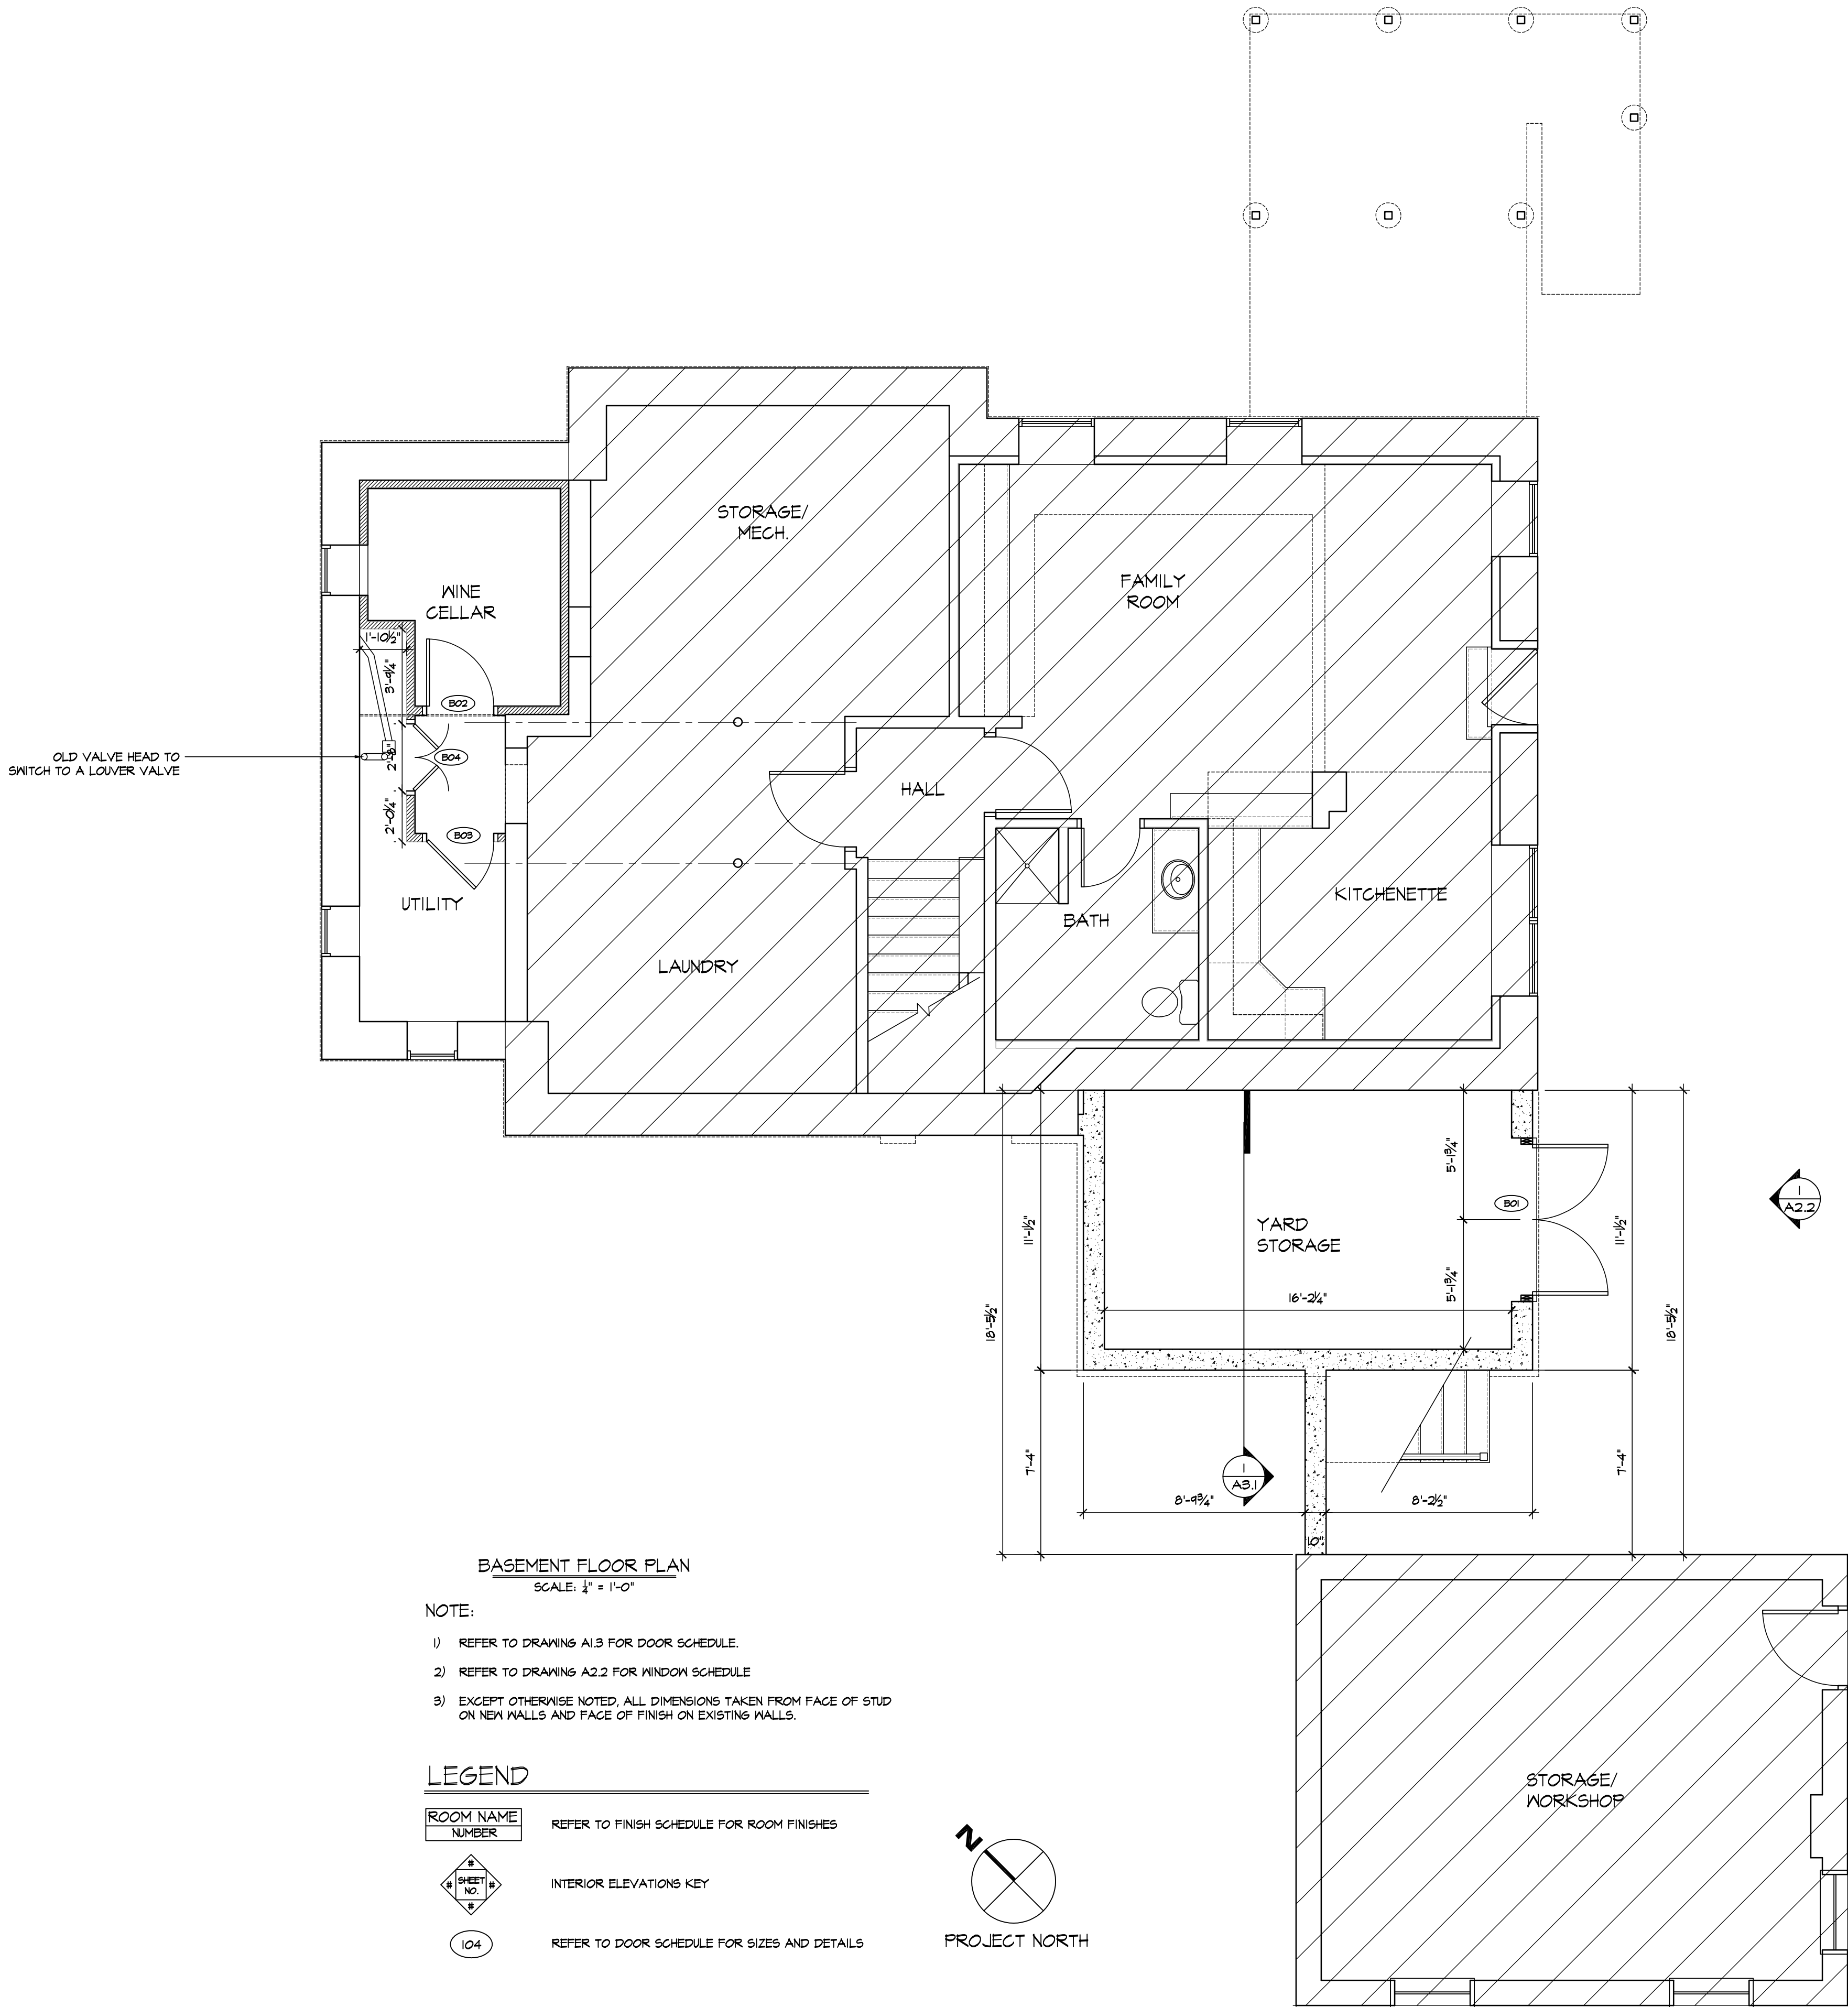 STORAGE/
MECH.
FAMILY
ROOM
WINE
CELLAR
1'-10½"
3'-9¼"
B02
OLD VALVE HEAD TO
SWITCH TO A LOUVER VALVE
2'-8"
B04
HALL
2'-0¼"
B03
UTILITY
KITCHENETTE
BATH
LAUNDRY
5'-1¾"
B01
1
A2.2
YARD
STORAGE
11'-1½"
11'-1½"
5'-1¾"
16'-2¼"
18'-5½"
18'-5½"
7'-4"
7'-4"
1
A3.1
8'-9¾"
8'-2½"
10"
BASEMENT FLOOR PLAN
SCALE: ¼" = 1'-0"
NOTE:
1) REFER TO DRAWING A1.3 FOR DOOR SCHEDULE.
2) REFER TO DRAWING A2.2 FOR WINDOW SCHEDULE
3) EXCEPT OTHERWISE NOTED, ALL DIMENSIONS TAKEN FROM FACE OF STUD
ON NEW WALLS AND FACE OF FINISH ON EXISTING WALLS.
STORAGE/
WORKSHOP
LEGEND
ROOM NAME
NUMBER
REFER TO FINISH SCHEDULE FOR ROOM FINISHES
#
# SHEET #
NO.
#
INTERIOR ELEVATIONS KEY
104
REFER TO DOOR SCHEDULE FOR SIZES AND DETAILS
N
PROJECT NORTH